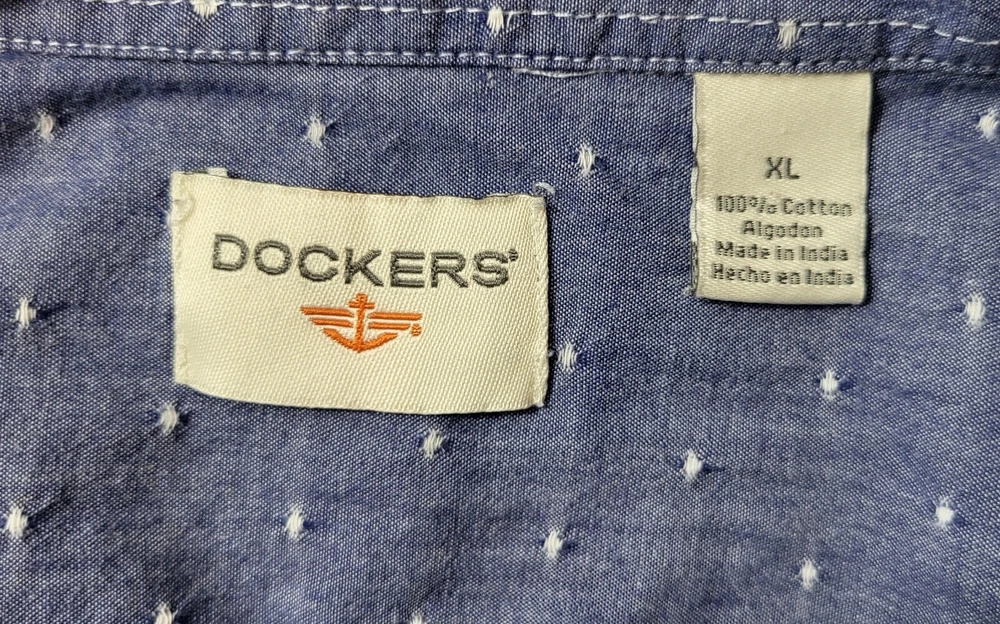 DOCKERS®
XL
100% Cotton
Algodon
Made in India
Hecho en India